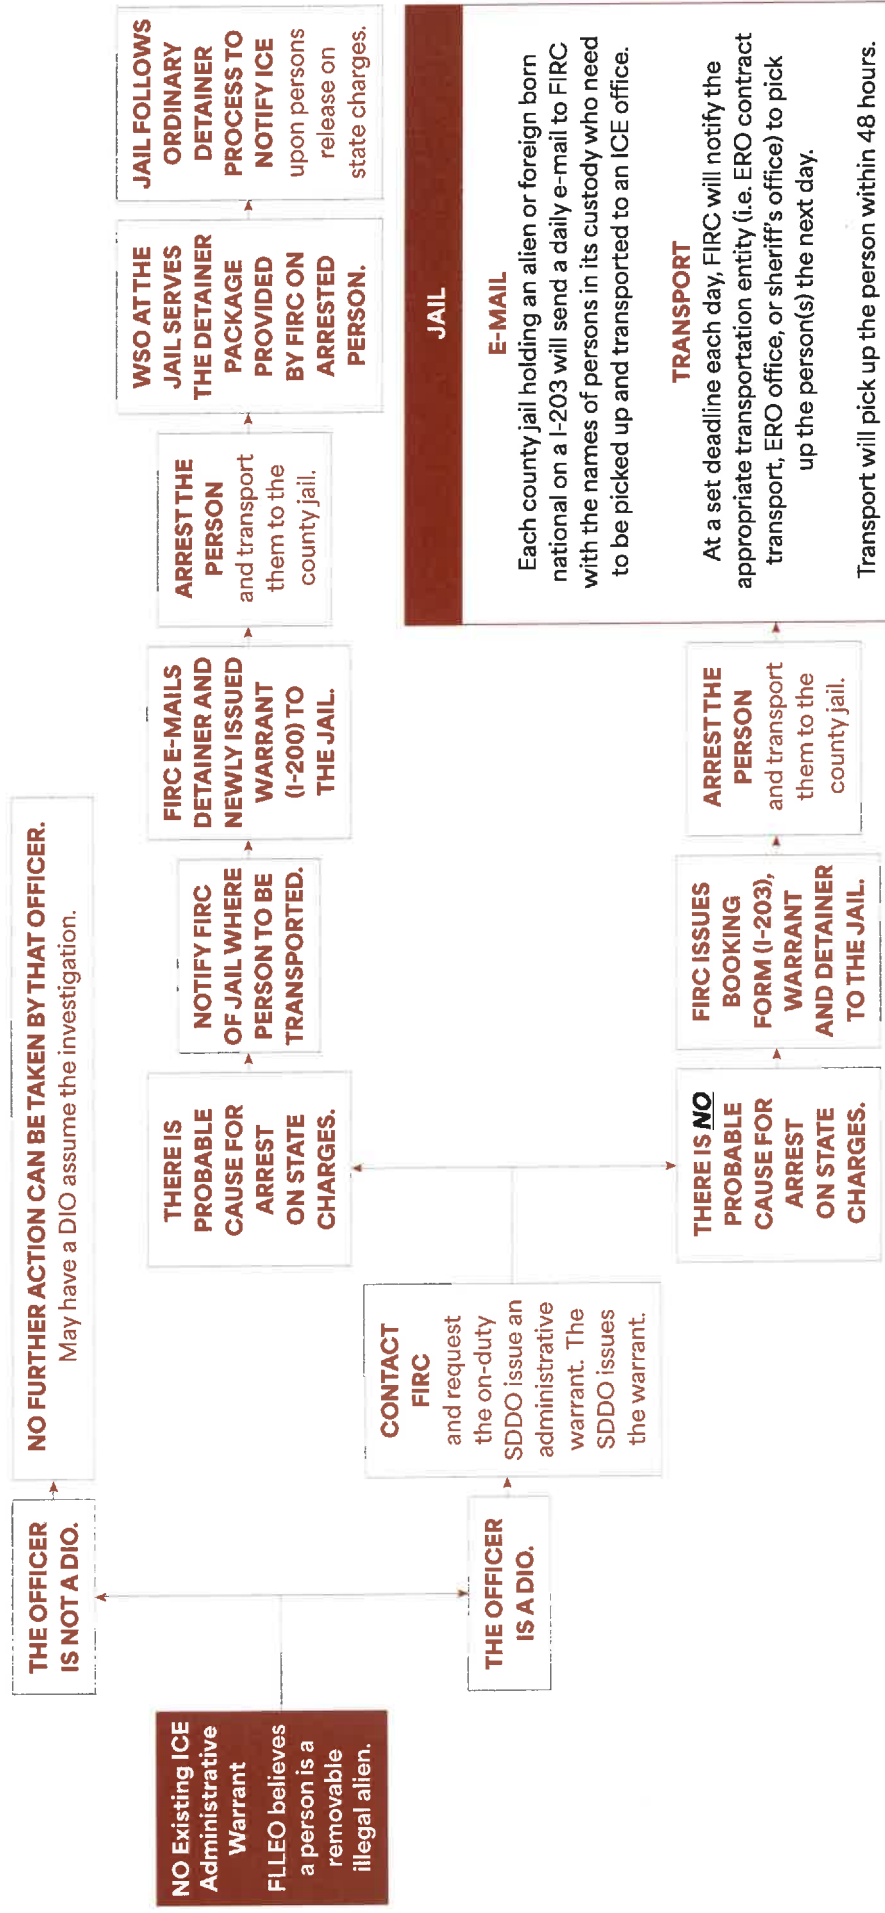 NO Existing ICE
Administrative
Warrant
FLLEO believes
a person is a
removable
illegal alien.
THE OFFICER
IS NOT A DIO.
NO FURTHER ACTION CAN BE TAKEN BY THAT OFFICER.
May have a DIO assume the investigation.
THE OFFICER
IS A DIO.
CONTACT
FIRC
and request
the on-duty
SDDO issue an
administrative
warrant. The
SDDO issues
the warrant.
THERE IS
PROBABLE
CAUSE FOR
ARREST
ON STATE
CHARGES.
NOTIFY FIRC
OF JAIL WHERE
PERSON TO BE
TRANSPORTED.
FIRC E-MAILS
DETAINER AND
NEWLY ISSUED
WARRANT
(I-200) TO
THE JAIL.
ARREST THE
PERSON
and transport
them to the
county jail.
WSO AT THE
JAIL SERVES
THE DETAINER
PACKAGE
PROVIDED
BY FIRC ON
ARRESTED
PERSON.
JAIL FOLLOWS
ORDINARY
DETAINER
PROCESS TO
NOTIFY ICE
upon persons
release on
state charges.
THERE IS NO
PROBABLE
CAUSE FOR
ARREST
ON STATE
CHARGES.
FIRC ISSUES
BOOKING
FORM (I-203),
WARRANT
AND DETAINER
TO THE JAIL.
ARREST THE
PERSON
and transport
them to the
county jail.
JAIL
E-MAIL
Each county jail holding an alien or foreign born
national on a I-203 will send a daily e-mail to FIRC
with the names of persons in its custody who need
to be picked up and transported to an ICE office.
TRANSPORT
At a set deadline each day, FIRC will notify the
appropriate transportation entity (i.e. ERO contract
transport, ERO office, or sheriff's office) to pick
up the person(s) the next day.
Transport will pick up the person within 48 hours.